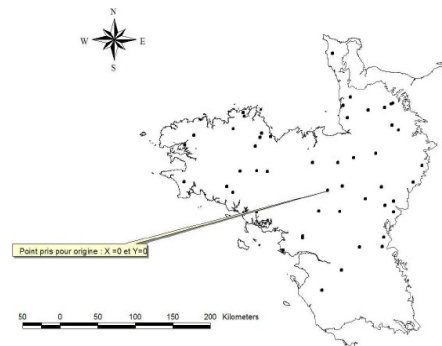 N
W E
S
Point pris pour origine : X =0 et Y=0
50 0 50 100 150 200 Kilometers